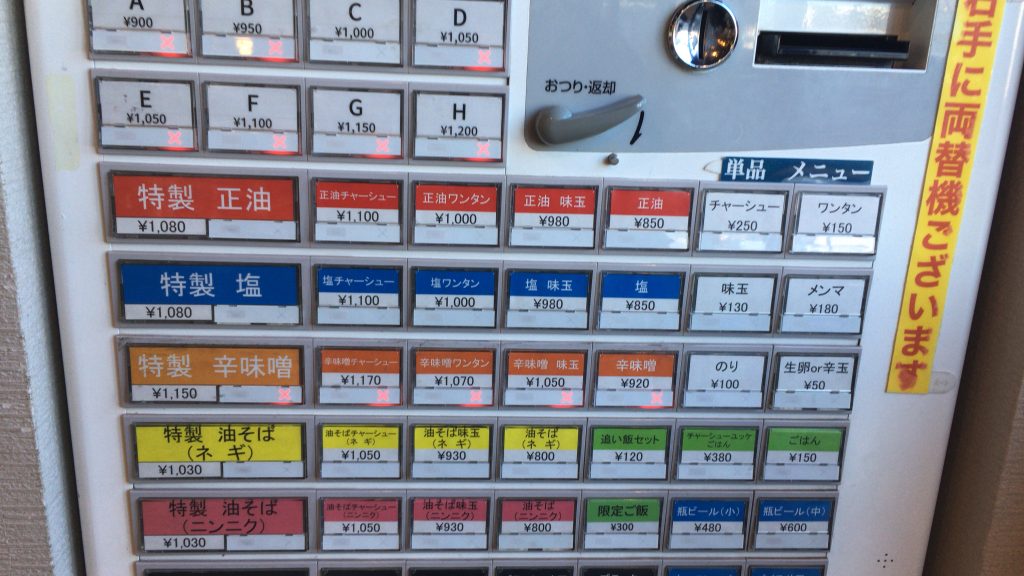 A
¥900
B
¥950
C
¥1,000
D
¥1,050
E
¥1,050
F
¥1,100
G
¥1,150
H
¥1,200
おつり・返却
右手に両替機ございます
単品 メニュー
特製 正油
¥1,080
正油チャーシュー
¥1,100
正油ワンタン
¥1,000
正油 味玉
¥980
正油
¥850
チャーシュー
¥250
ワンタン
¥150
特製 塩
¥1,080
塩チャーシュー
¥1,100
塩ワンタン
¥1,000
塩 味玉
¥980
塩
¥850
味玉
¥130
メンマ
¥180
特製 辛味噌
¥1,150
辛味噌チャーシュー
¥1,170
辛味噌ワンタン
¥1,070
辛味噌 味玉
¥1,050
辛味噌
¥920
のり
¥100
生卵or辛玉
¥50
特製 油そば
(ネギ)
¥1,030
油そばチャーシュー
(ネギ)
¥1,050
油そば味玉
(ネギ)
¥930
油そば
(ネギ)
¥800
追い飯セット
¥120
チャーシューユッケ
ごはん
¥380
ごはん
¥150
特製 油そば
(ニンニク)
¥1,030
油そばチャーシュー
(ニンニク)
¥1,050
油そば味玉
(ニンニク)
¥930
油そば
(ニンニク)
¥800
限定ご飯
¥300
瓶ビール(小)
¥480
瓶ビール(中)
¥600